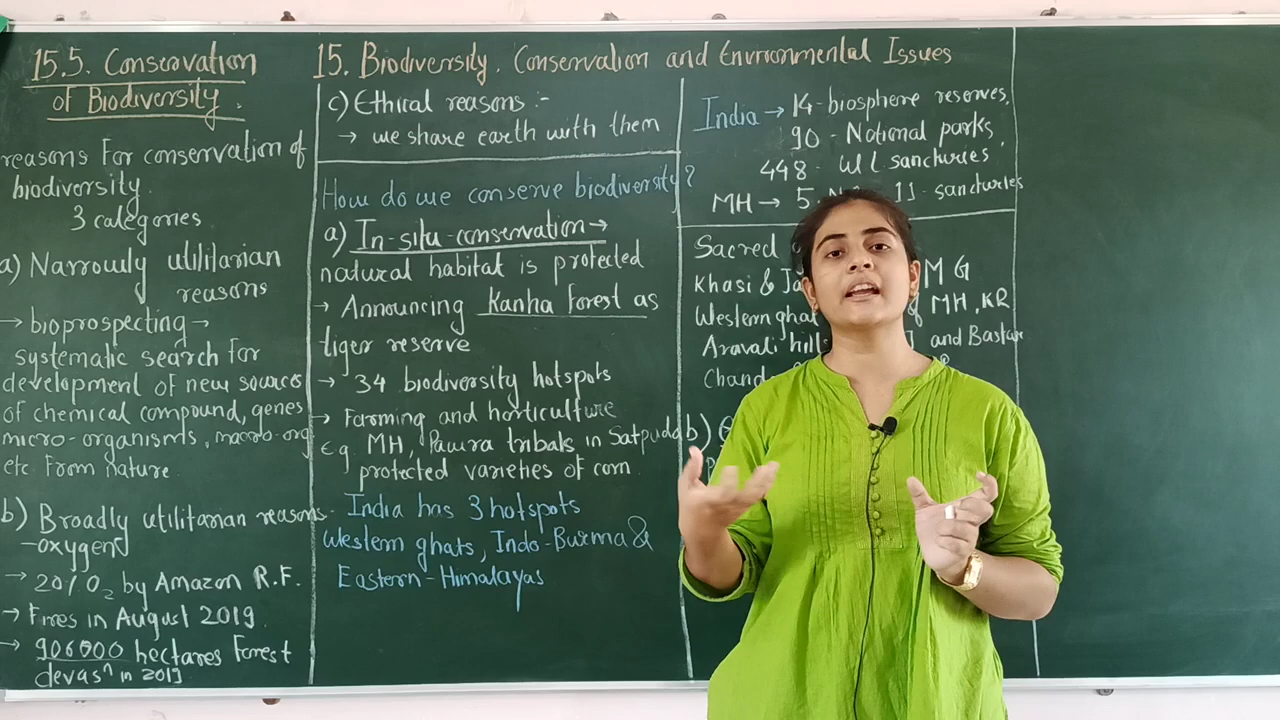 15.5. Conservation
of Biodiversity.
reasons for conservation of
biodiversity.
3 categories
a) Narrowly utilitarian
reasons
→ bioprospecting →
systematic search for
development of new sources
of chemical compound, genes
micro-organisms, macro-org
etc. from nature.
b) Broadly utilitarian reasons
- oxygen
→ 20% O₂ by Amazon R.F.
→ Fires in August 2019
→ 906000 hectares forest
devasⁿ in 2019
15. Biodiversity, Conservation and Environmental Issues
c) Ethical reasons :-
→ we share earth with them
How do we conserve biodiversity?
a) In-situ-conservation →
natural habitat is protected
→ Announcing Kanha forest as
tiger reserve
→ 34 biodiversity hotspots
→ Farming and horticulture
e.g. MH, Pawra tribals in Satpuda
protected varieties of corn.
India has 3 hotspots
Western ghats, Indo-Burma &
Eastern-Himalayas
India → 14-biosphere reserves,
90 - National parks,
448 - W L sancturies
MH → 5 11 - sancturies
Sacred
Khasi & M G
Western ghat MH, KR
Aravali hills and Bastar
Chand
b)